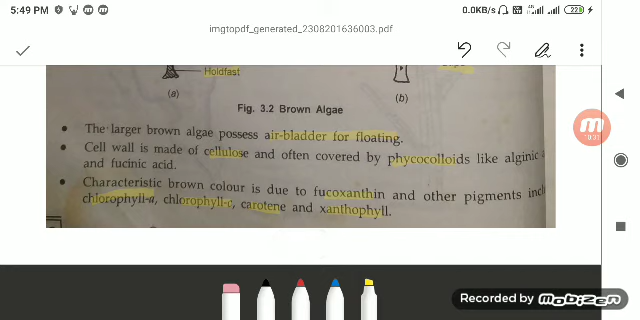 5:49 PM
0.0KB/s
22
imgtopdf_generated_2308201636003.pdf
Holdfast
(a)
(b)
Fig. 3.2 Brown Algae
• The larger brown algae possess air-bladder for floating.
• Cell wall is made of cellulose and often covered by phycocolloids like alginic
and fucinic acid.
• Characteristic brown colour is due to fucoxanthin and other pigments
chlorophyll-a, chlorophyll-c, carotene and xanthophyll.
Recorded by mobizen